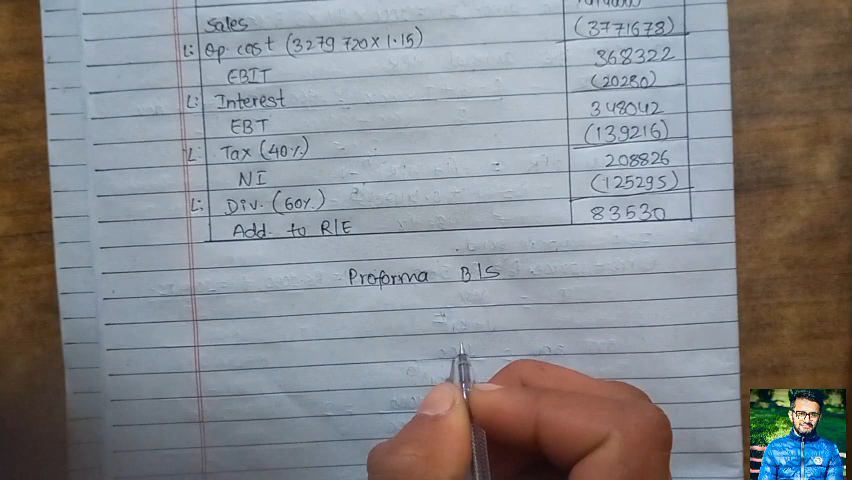 Sales
L: Op. cost (3279720 x 1.15) (3771678)
EBIT 368322
L: Interest (20280)
EBT 348042
L: Tax (40%) (139216)
NI 208826
L: Div. (60%) (125295)
Add. to R/E 83530
Proforma B/S